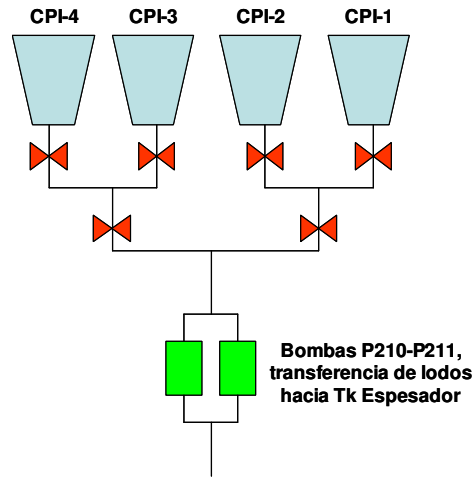 CPI-4 CPI-3 CPI-2 CPI-1
Bombas P210-P211,
transferencia de lodos
hacia Tk Espesador